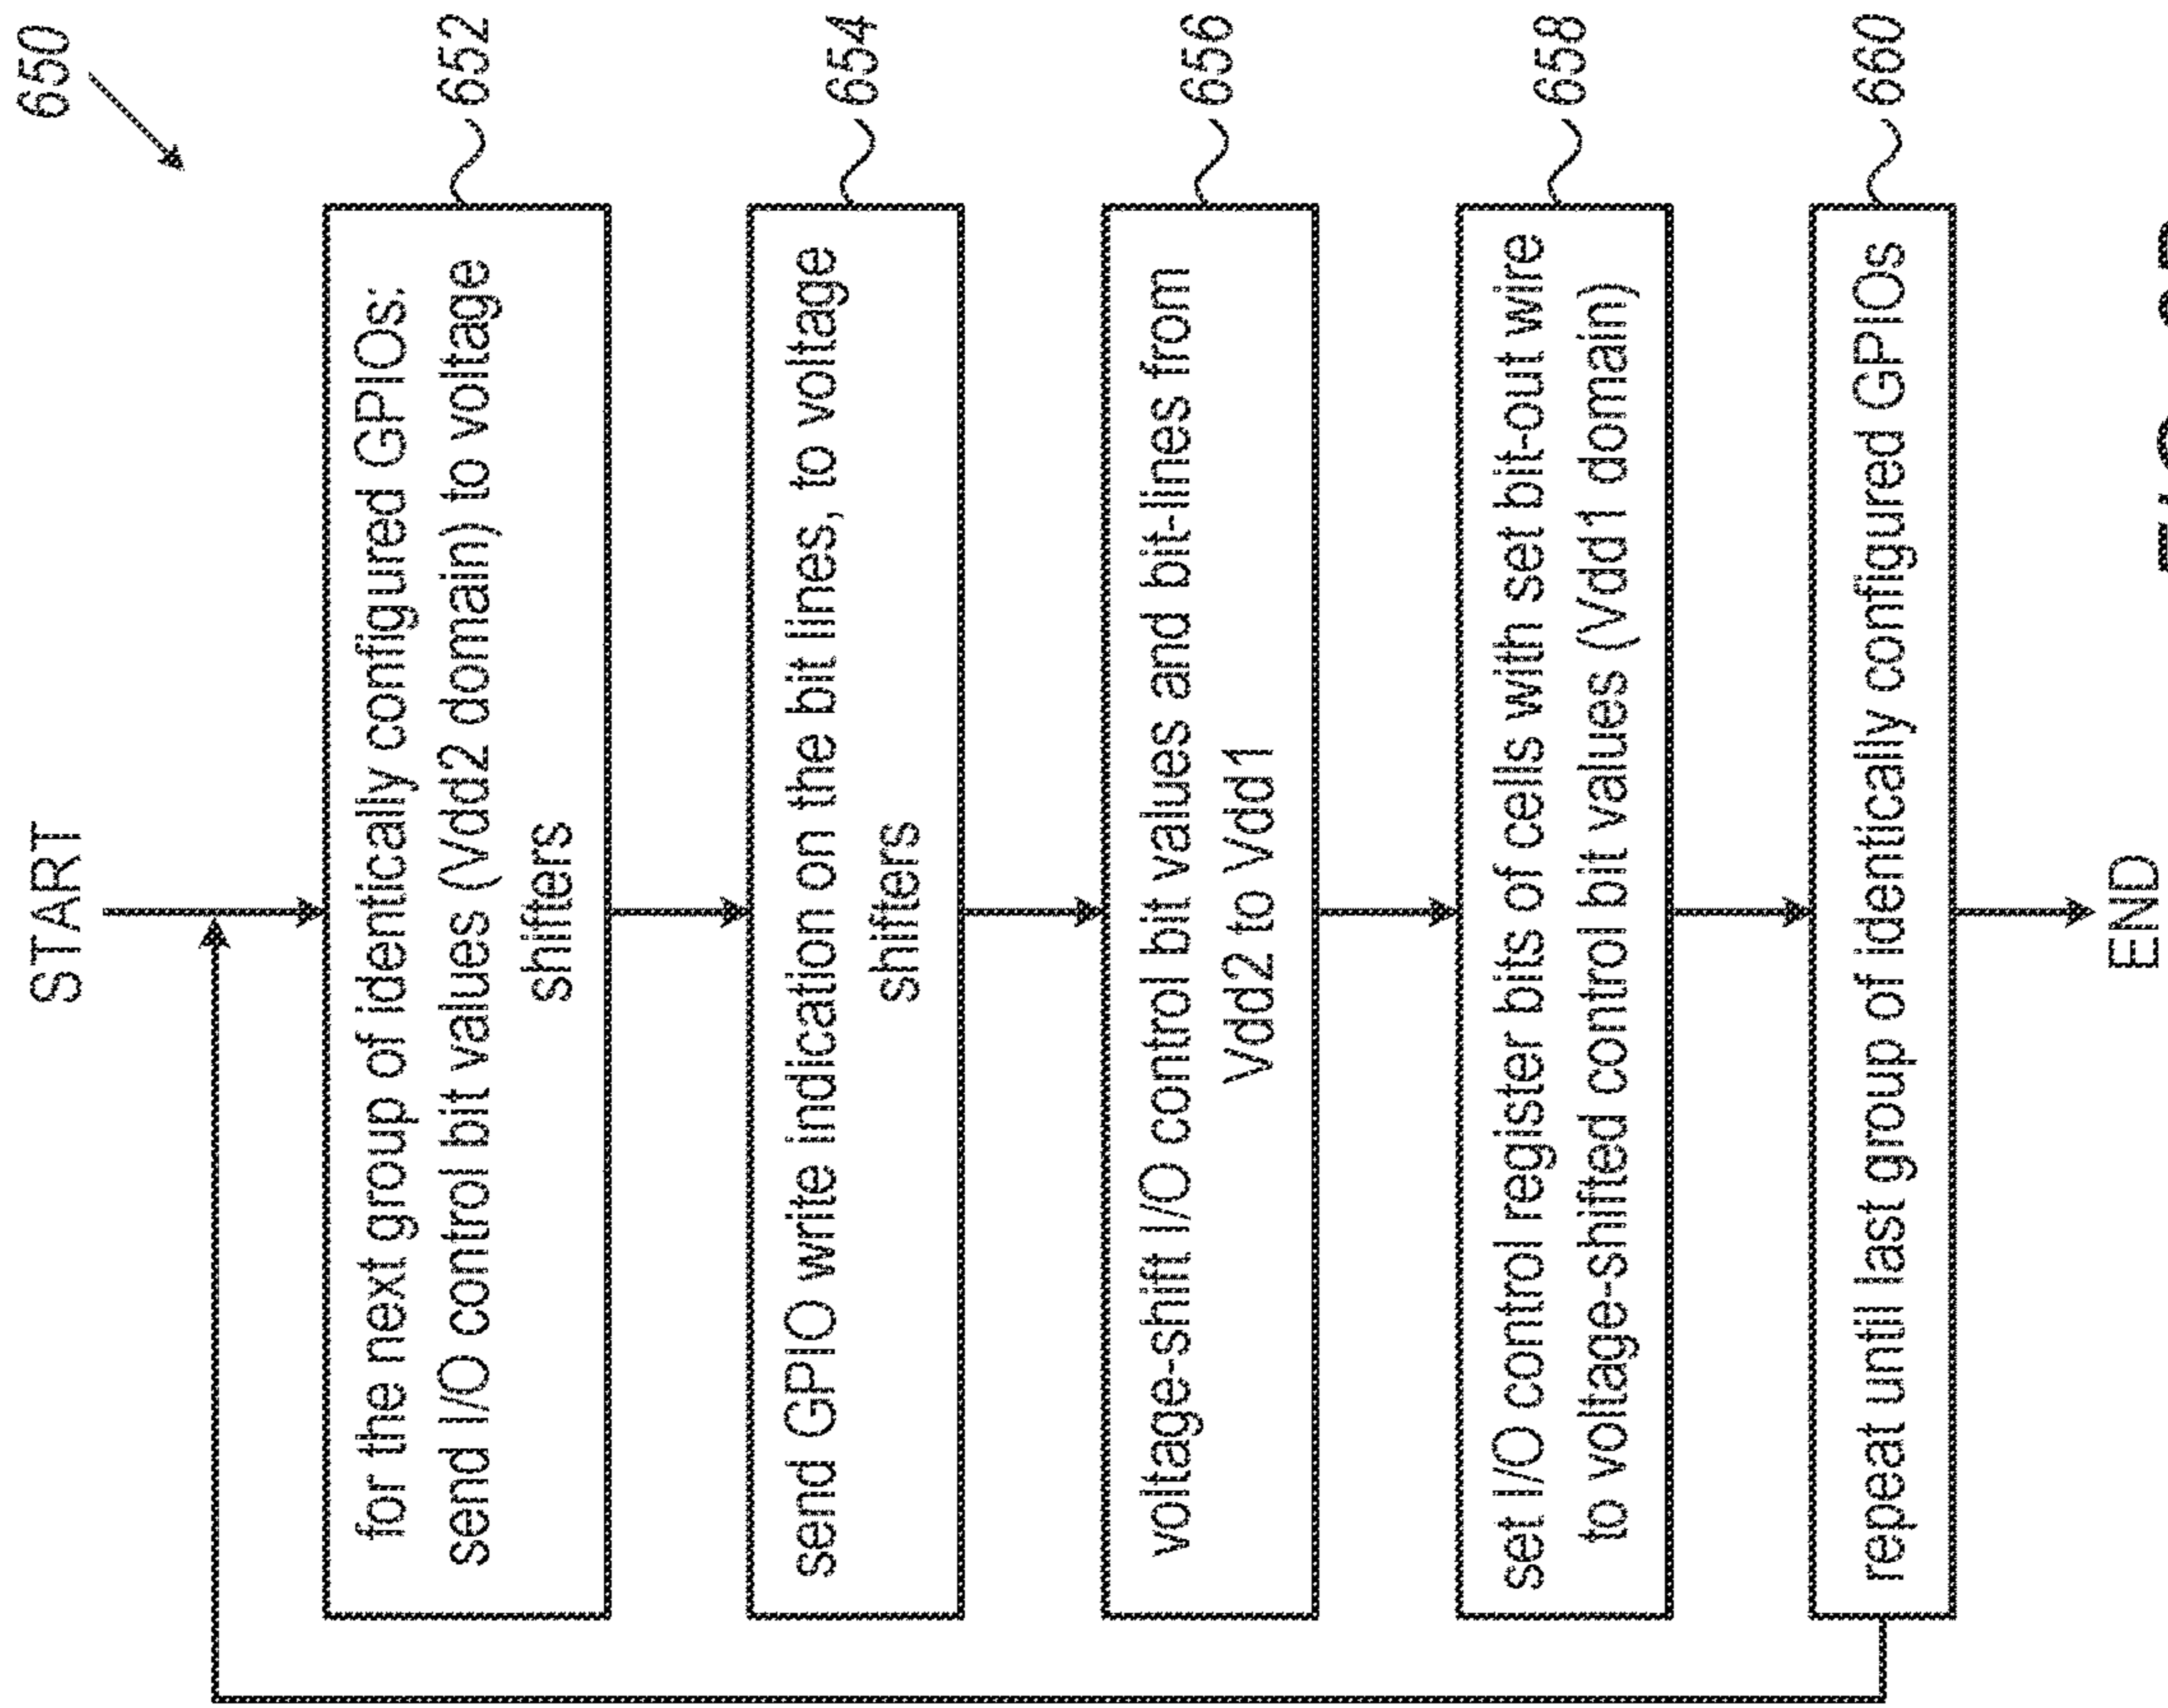 650
START
for the next group of identically configured GPIOs:
send I/O control bit values (Vdd2 domain) to voltage
shifters
652
send GPIO write indication on the bit lines, to voltage
shifters
654
voltage-shift I/O control bit values and bit-lines from
Vdd2 to Vdd1
656
set I/O control register bits of cells with set bit-out wire
to voltage-shifted control bit values (Vdd1 domain)
658
repeat until last group of identically configured GPIOs
660
END